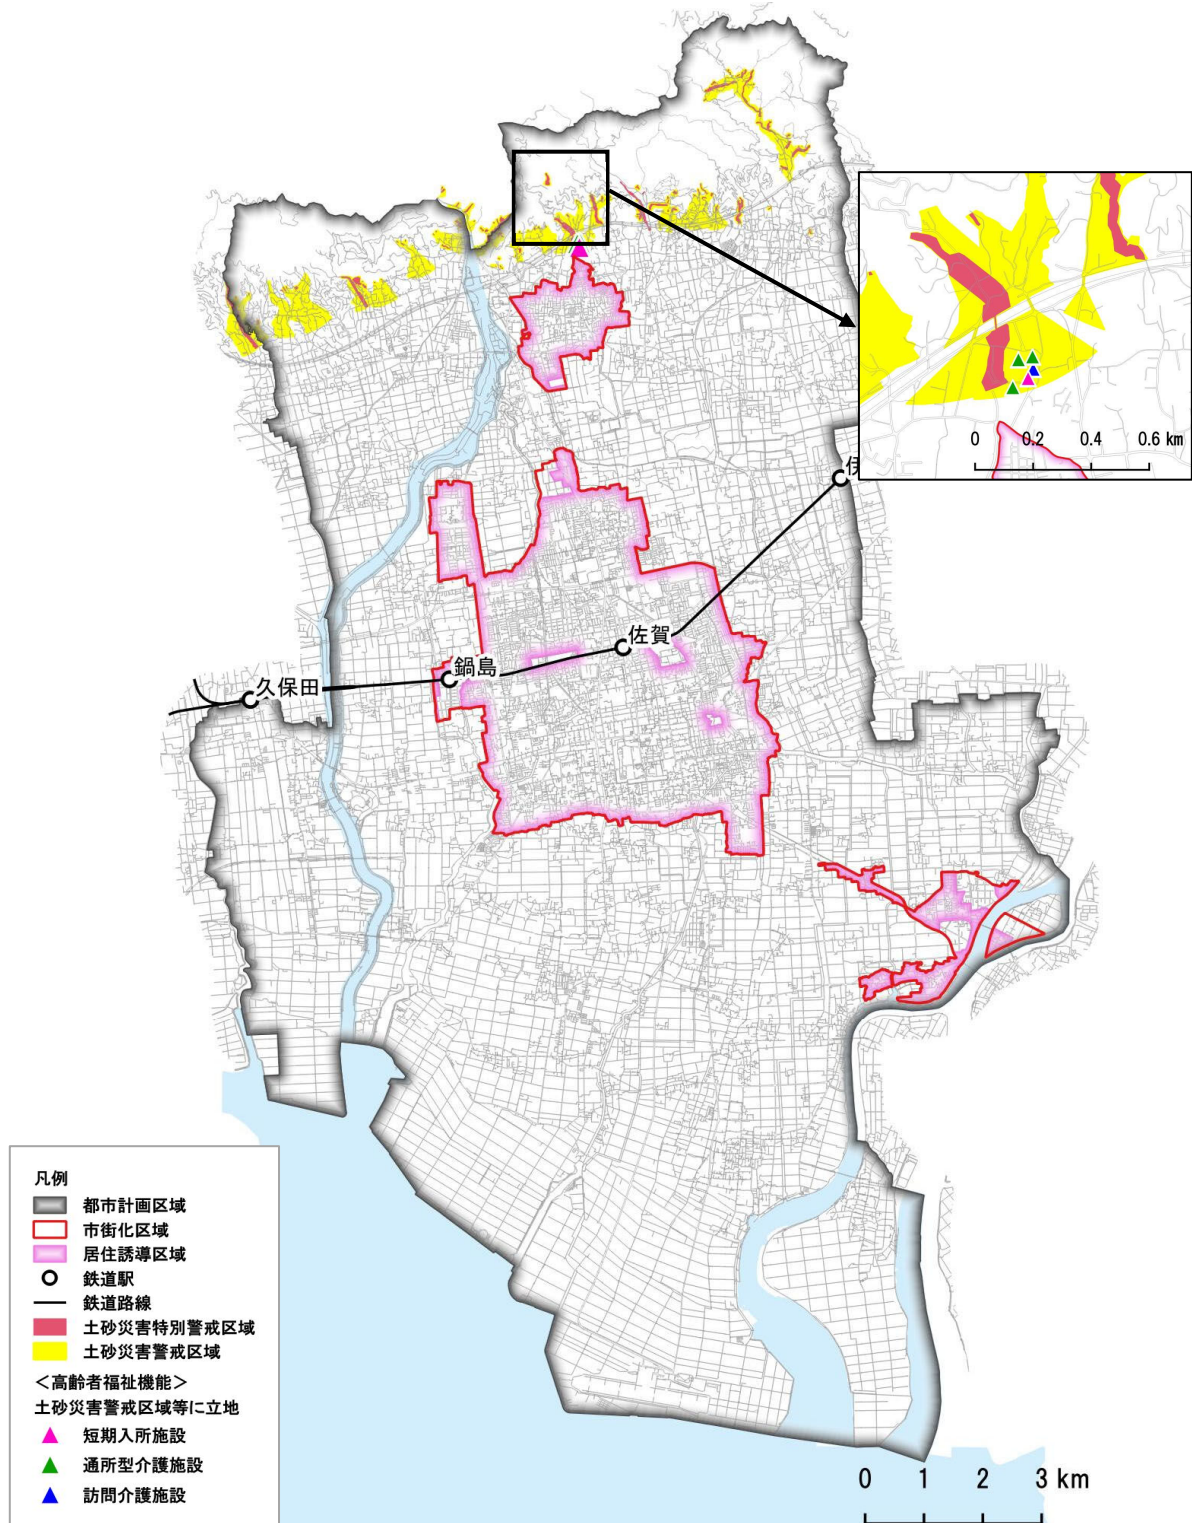 0 0.2 0.4 0.6 km
伊
佐賀
鍋島
久保田
凡例
都市計画区域
市街化区域
居住誘導区域
鉄道駅
鉄道路線
土砂災害特別警戒区域
土砂災害警戒区域
＜高齢者福祉機能＞
土砂災害警戒区域等に立地
短期入所施設
通所型介護施設
訪問介護施設
0 1 2 3 km